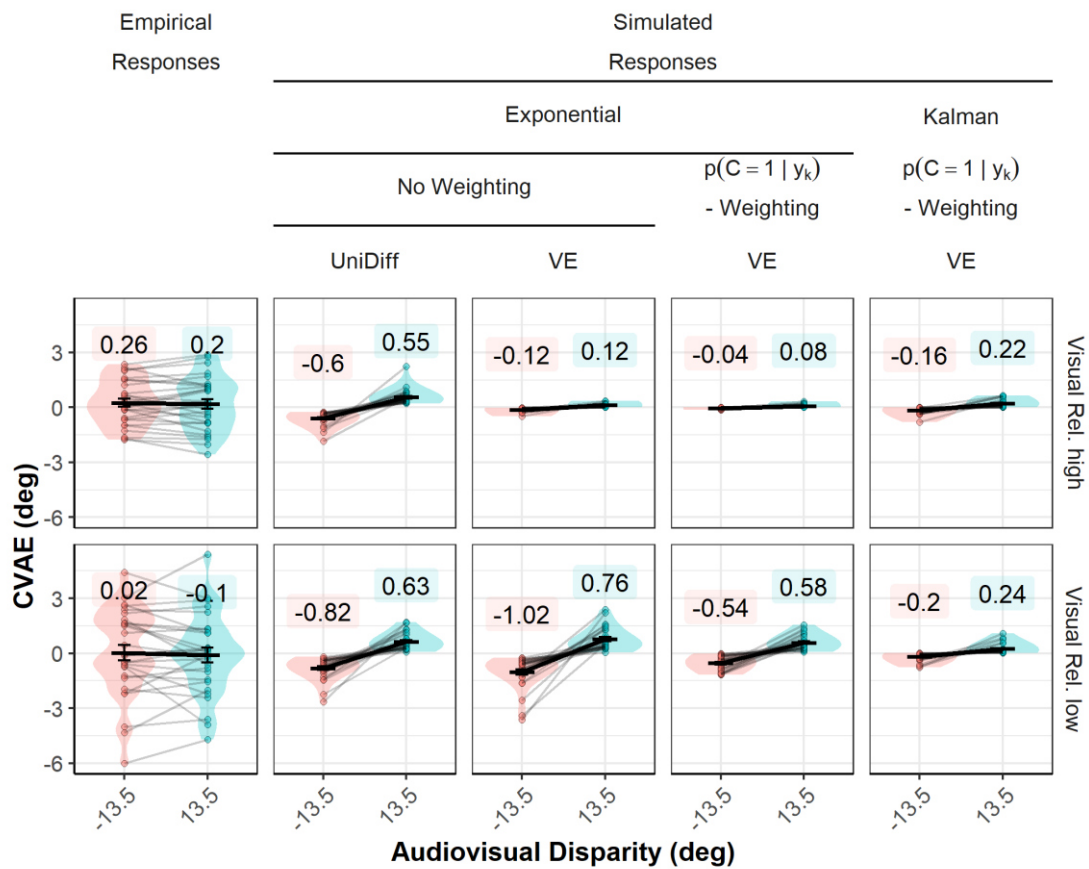 Empirical
Responses
Simulated
Responses
Exponential
Kalman
No Weighting
p(C = 1 | yₖ)
- Weighting
p(C = 1 | yₖ)
- Weighting
UniDiff
VE
VE
VE
CVAE (deg)
3
0
-3
-6
0.26
0.2
-0.6
0.55
-0.12
0.12
-0.04
0.08
-0.16
0.22
Visual Rel. high
3
0
-3
-6
0.02
-0.1
-0.82
0.63
-1.02
0.76
-0.54
0.58
-0.2
0.24
Visual Rel. low
-13.5
13.5
-13.5
13.5
-13.5
13.5
-13.5
13.5
-13.5
13.5
Audiovisual Disparity (deg)